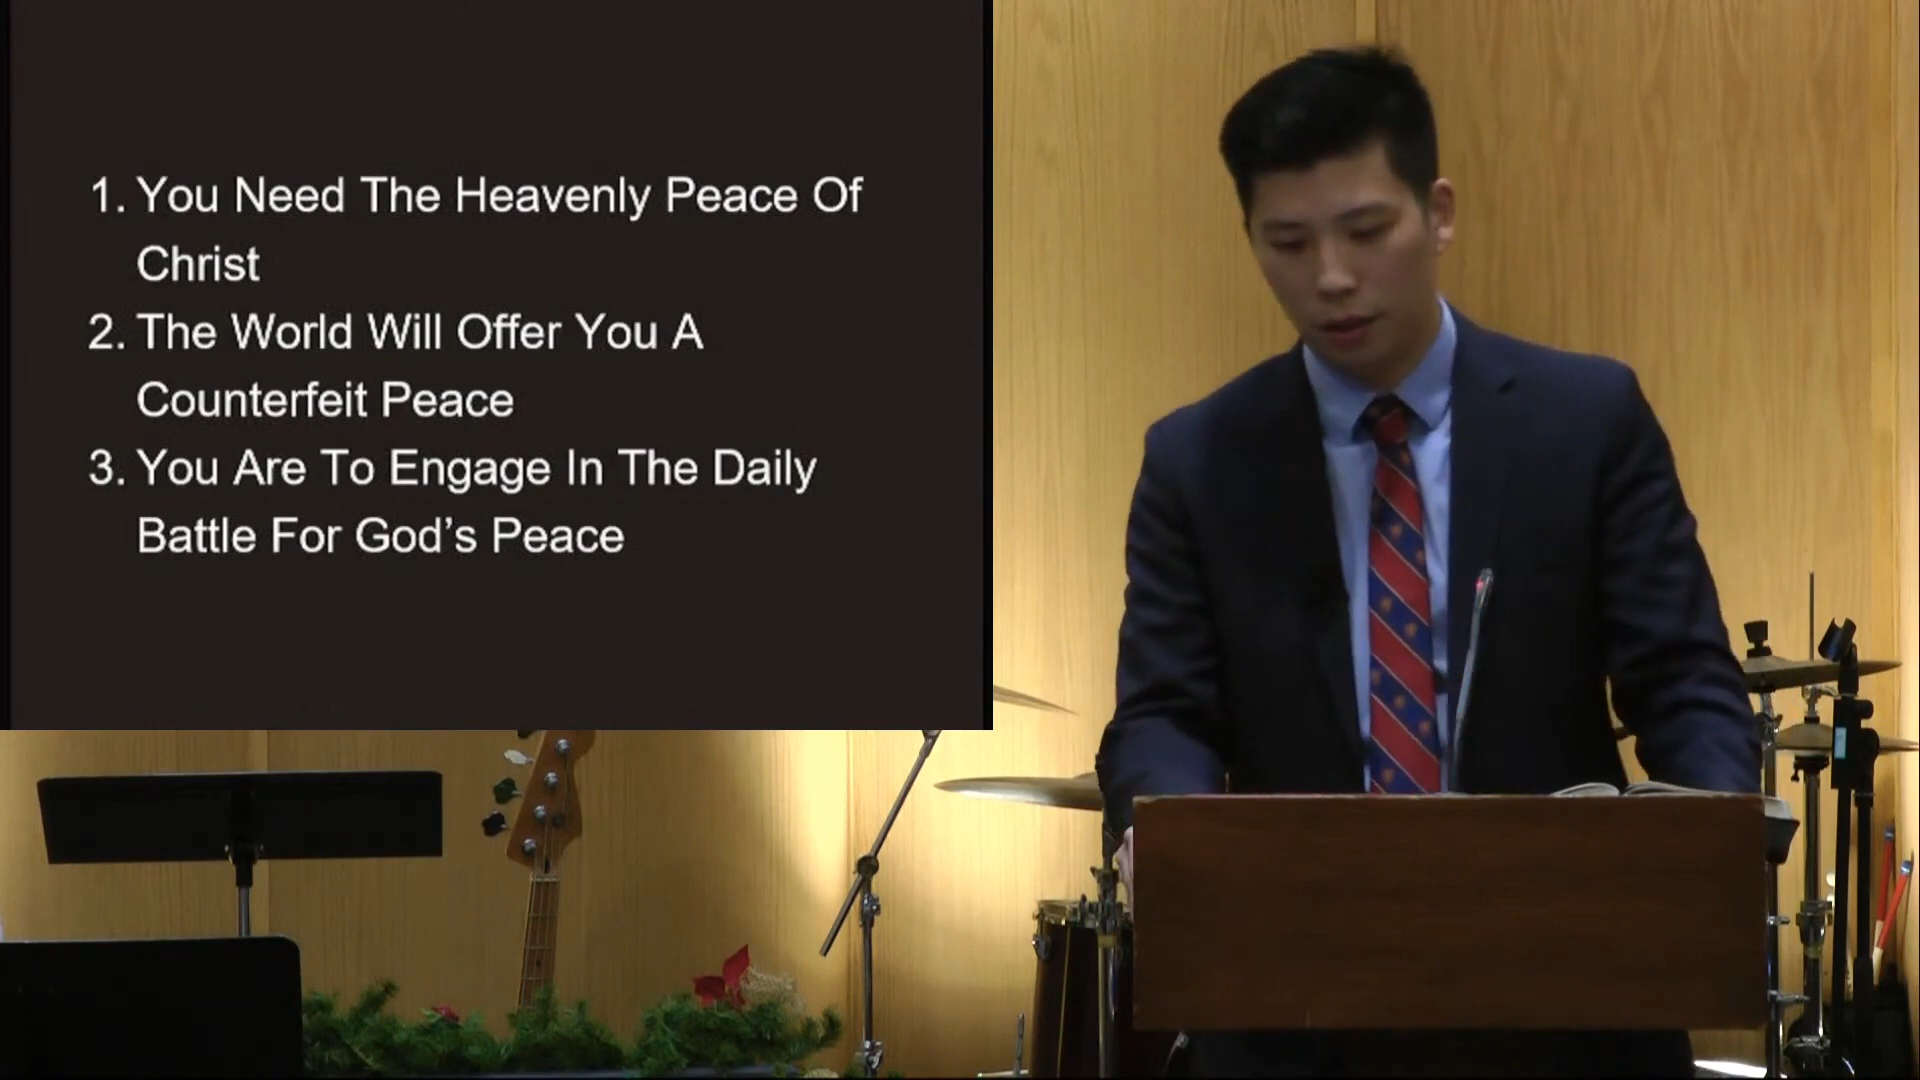 1. You Need The Heavenly Peace Of
Christ
2. The World Will Offer You A
Counterfeit Peace
3. You Are To Engage In The Daily
Battle For God’s Peace